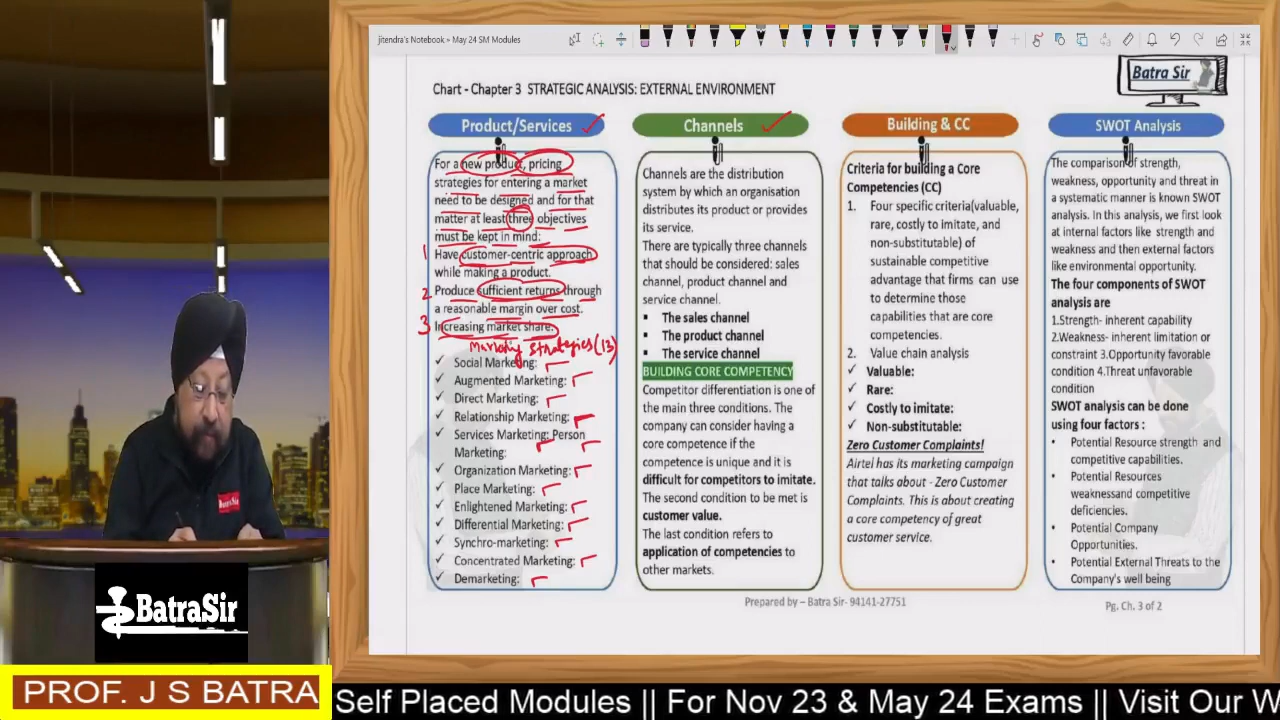 jitendra's Notebook » May 24 SM Modules
Batra Sir
Chart - Chapter 3 STRATEGIC ANALYSIS: EXTERNAL ENVIRONMENT
Product/Services
For a new product, pricing
strategies for entering a market
need to be designed and for that
matter at least three objectives
must be kept in mind:
1 Have customer-centric approach
while making a product.
2 Produce sufficient returns through
a reasonable margin over cost.
3 Increasing market share.
Marketing Strategies (13)
✓ Social Marketing:
✓ Augmented Marketing:
✓ Direct Marketing:
✓ Relationship Marketing:
✓ Services Marketing: Person
Marketing:
✓ Organization Marketing:
✓ Place Marketing:
✓ Enlightened Marketing:
✓ Differential Marketing:
✓ Synchro-marketing:
✓ Concentrated Marketing:
✓ Demarketing:
Channels
Channels are the distribution
system by which an organisation
distributes its product or provides
its service.
There are typically three channels
that should be considered: sales
channel, product channel and
service channel.
▪ The sales channel
▪ The product channel
▪ The service channel
BUILDING CORE COMPETENCY
Competitor differentiation is one of
the main three conditions. The
company can consider having a
core competence if the
competence is unique and it is
difficult for competitors to imitate.
The second condition to be met is
customer value.
The last condition refers to
application of competencies to
other markets.
Building & CC
Criteria for building a Core
Competencies (CC)
1. Four specific criteria(valuable,
rare, costly to imitate, and
non-substitutable) of
sustainable competitive
advantage that firms can use
to determine those
capabilities that are core
competencies.
2. Value chain analysis
✓ Valuable:
✓ Rare:
✓ Costly to imitate:
✓ Non-substitutable:
Zero Customer Complaints!
Airtel has its marketing campaign
that talks about - Zero Customer
Complaints. This is about creating
a core competency of great
customer service.
SWOT Analysis
The comparison of strength,
weakness, opportunity and threat in
a systematic manner is known SWOT
analysis. In this analysis, we first look
at internal factors like strength and
weakness and then external factors
like environmental opportunity.
The four components of SWOT
analysis are
1.Strength- inherent capability
2.Weakness- inherent limitation or
constraint 3.Opportunity favorable
condition 4.Threat unfavorable
condition
SWOT analysis can be done
using four factors :
• Potential Resource strength and
competitive capabilities.
• Potential Resources
weaknessand competitive
deficiencies.
• Potential Company
Opportunities.
• Potential External Threats to the
Company's well being
Prepared by – Batra Sir- 94141-27751
Pg. Ch. 3 of 2
BatraSir
BatraSir
PROF. J S BATRA
Self Placed Modules || For Nov 23 & May 24 Exams || Visit Our W